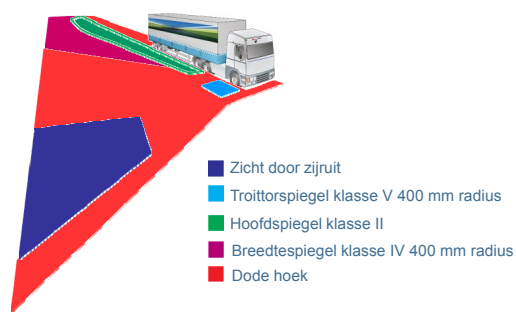 Zicht door zijruit
Troittorspiegel klasse V 400 mm radius
Hoofdspiegel klasse II
Breedtespiegel klasse IV 400 mm radius
Dode hoek